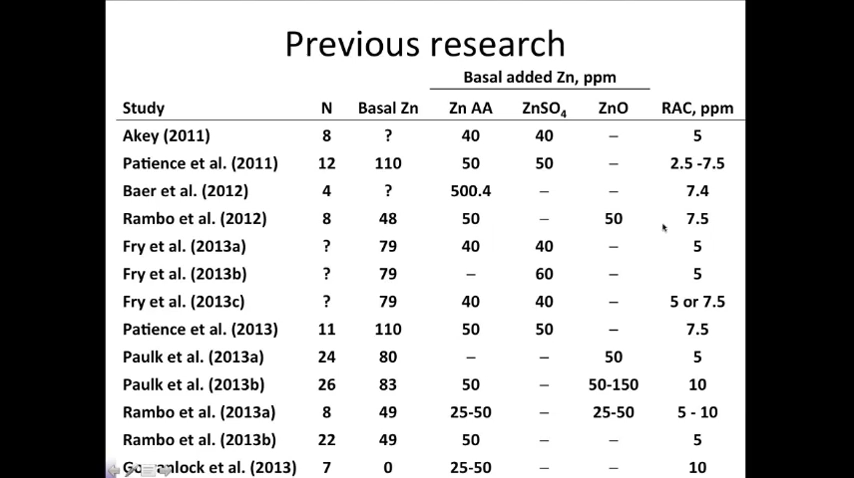 Previous research
Basal added Zn, ppm
Study N Basal Zn Zn AA ZnSO₄ ZnO RAC, ppm
Akey (2011) 8 ? 40 40 – 5
Patience et al. (2011) 12 110 50 50 – 2.5 -7.5
Baer et al. (2012) 4 ? 500.4 – – 7.4
Rambo et al. (2012) 8 48 50 – 50 7.5
Fry et al. (2013a) ? 79 40 40 – 5
Fry et al. (2013b) ? 79 – 60 – 5
Fry et al. (2013c) ? 79 40 40 – 5 or 7.5
Patience et al. (2013) 11 110 50 50 – 7.5
Paulk et al. (2013a) 24 80 – – 50 5
Paulk et al. (2013b) 26 83 50 – 50-150 10
Rambo et al. (2013a) 8 49 25-50 – 25-50 5 - 10
Rambo et al. (2013b) 22 49 50 – – 5
et al. (2013) 7 0 25-50 – – 10